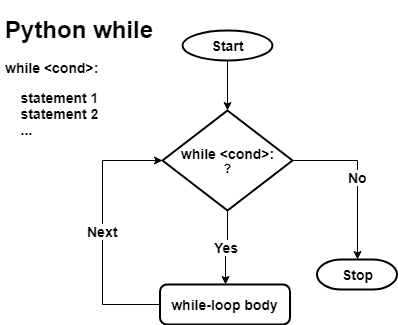 Python while
Start
while <cond>:
statement 1
statement 2
...
while <cond>:
?
No
Next
Yes
Stop
while-loop body